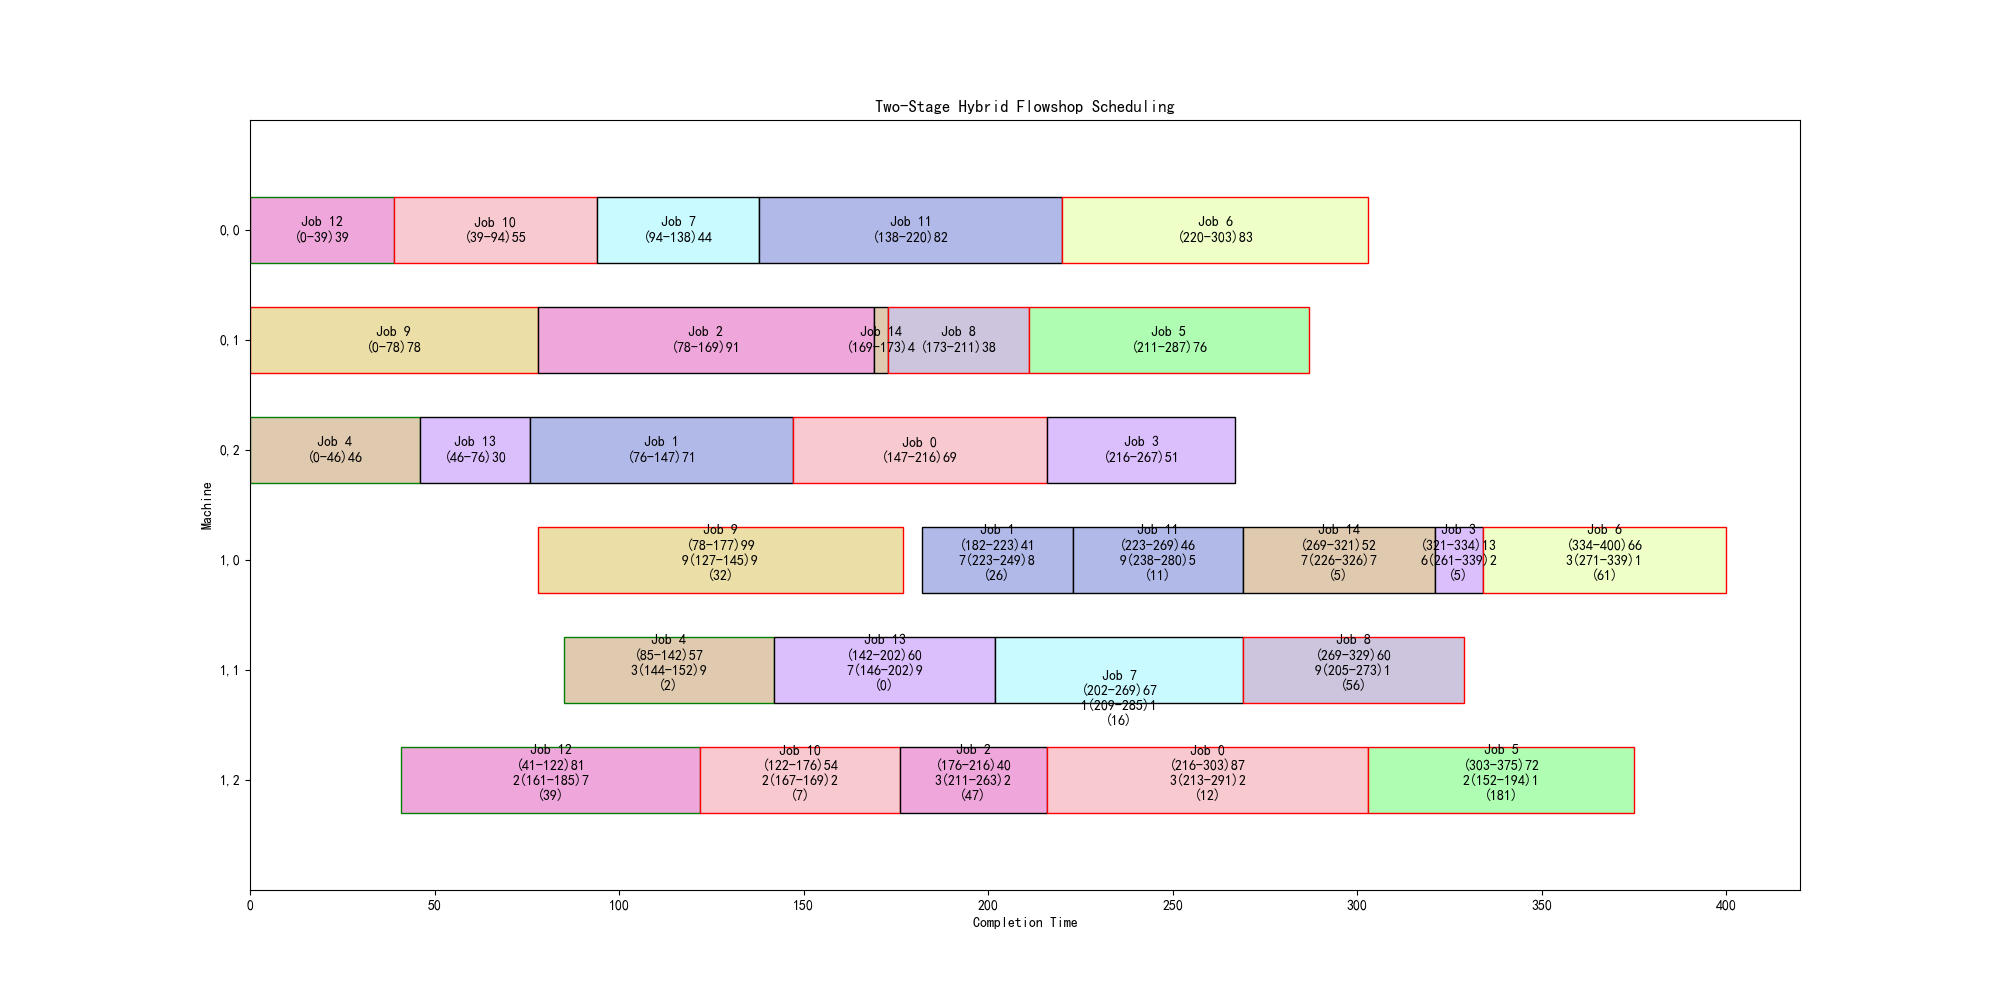 Two-Stage Hybrid Flowshop Scheduling
0,0
Job 12
(0-39)39
Job 10
(39-94)55
Job 7
(94-138)44
Job 11
(138-220)82
Job 6
(220-303)83
0,1
Job 9
(0-78)78
Job 2
(78-169)91
Job 14
(169-173)4
Job 8
(173-211)38
Job 5
(211-287)76
0,2
Job 4
(0-46)46
Job 13
(46-76)30
Job 1
(76-147)71
Job 0
(147-216)69
Job 3
(216-267)51
Machine
1,0
Job 9
(78-177)99
9(127-145)9
(32)
Job 1
(182-223)41
7(223-249)8
(26)
Job 11
(223-269)46
9(238-280)5
(11)
Job 14
(269-321)52
7(226-326)7
(5)
Job 3
(321-334)13
6(261-339)2
(5)
Job 6
(334-400)66
3(271-339)1
(61)
1,1
Job 4
(85-142)57
3(144-152)9
(2)
Job 13
(142-202)60
7(146-202)9
(0)
Job 7
(202-269)67
1(209-285)1
(16)
Job 8
(269-329)60
9(205-273)1
(56)
1,2
Job 12
(41-122)81
2(161-185)7
(39)
Job 10
(122-176)54
2(167-169)2
(7)
Job 2
(176-216)40
3(211-263)2
(47)
Job 0
(216-303)87
3(213-291)2
(12)
Job 5
(303-375)72
2(152-194)1
(181)
0
50
100
150
200
250
300
350
400
Completion Time